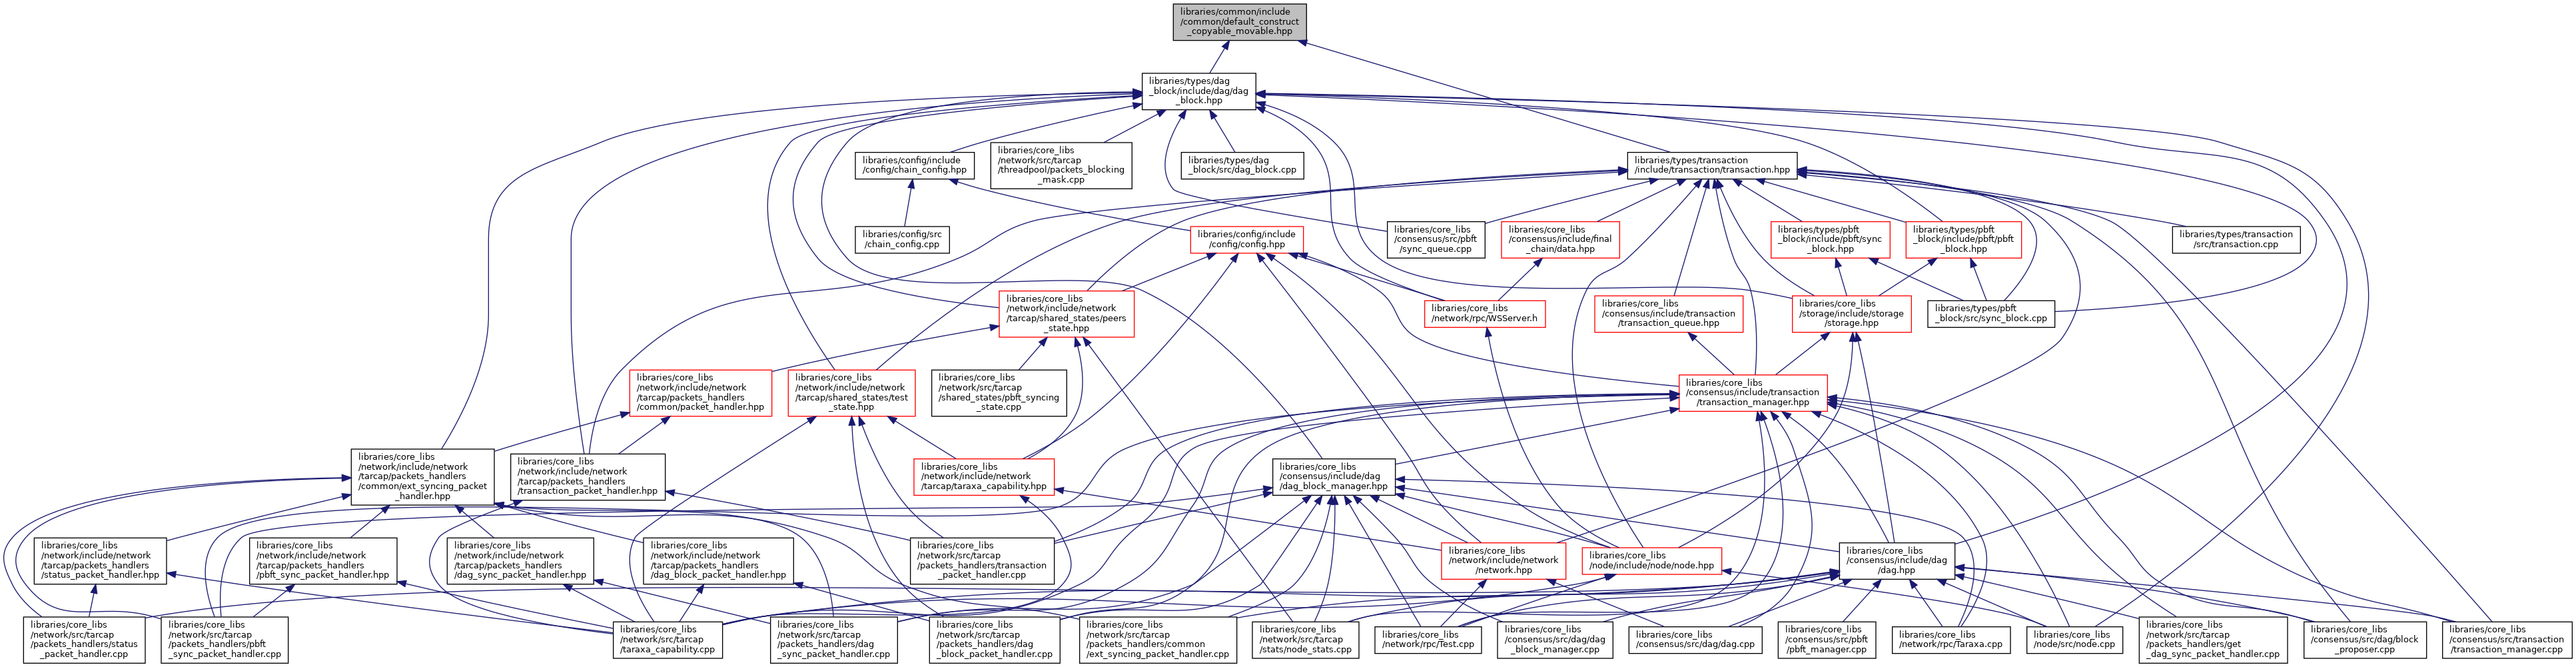 libraries/common/include
/common/default_construct
_copyable_movable.hpp
libraries/types/dag
_block/include/dag/dag
_block.hpp
libraries/config/include
/config/chain_config.hpp
libraries/core_libs
/network/src/tarcap
/threadpool/packets_blocking
_mask.cpp
libraries/types/dag
_block/src/dag_block.cpp
libraries/types/transaction
/include/transaction/transaction.hpp
libraries/config/src
/chain_config.cpp
libraries/config/include
/config/config.hpp
libraries/core_libs
/consensus/src/pbft
/sync_queue.cpp
libraries/core_libs
/consensus/include/final
_chain/data.hpp
libraries/types/pbft
_block/include/pbft/sync
_block.hpp
libraries/types/pbft
_block/include/pbft/pbft
_block.hpp
libraries/types/transaction
/src/transaction.cpp
libraries/core_libs
/network/include/network
/tarcap/shared_states/peers
_state.hpp
libraries/core_libs
/network/rpc/WSServer.h
libraries/core_libs
/consensus/include/transaction
/transaction_queue.hpp
libraries/core_libs
/storage/include/storage
/storage.hpp
libraries/types/pbft
_block/src/sync_block.cpp
libraries/core_libs
/network/include/network
/tarcap/packets_handlers
/common/packet_handler.hpp
libraries/core_libs
/network/include/network
/tarcap/shared_states/test
_state.hpp
libraries/core_libs
/network/src/tarcap
/shared_states/pbft_syncing
_state.cpp
libraries/core_libs
/consensus/include/transaction
/transaction_manager.hpp
libraries/core_libs
/network/include/network
/tarcap/packets_handlers
/common/ext_syncing_packet
_handler.hpp
libraries/core_libs
/network/include/network
/tarcap/packets_handlers
/transaction_packet_handler.hpp
libraries/core_libs
/network/include/network
/tarcap/taraxa_capability.hpp
libraries/core_libs
/consensus/include/dag
/dag_block_manager.hpp
libraries/core_libs
/network/include/network
/tarcap/packets_handlers
/status_packet_handler.hpp
libraries/core_libs
/network/include/network
/tarcap/packets_handlers
/pbft_sync_packet_handler.hpp
libraries/core_libs
/network/include/network
/tarcap/packets_handlers
/dag_sync_packet_handler.hpp
libraries/core_libs
/network/include/network
/tarcap/packets_handlers
/dag_block_packet_handler.hpp
libraries/core_libs
/network/src/tarcap
/packets_handlers/transaction
_packet_handler.cpp
libraries/core_libs
/network/include/network
/network.hpp
libraries/core_libs
/node/include/node/node.hpp
libraries/core_libs
/consensus/include/dag
/dag.hpp
libraries/core_libs
/network/src/tarcap
/packets_handlers/status
_packet_handler.cpp
libraries/core_libs
/network/src/tarcap
/packets_handlers/pbft
_sync_packet_handler.cpp
libraries/core_libs
/network/src/tarcap
/taraxa_capability.cpp
libraries/core_libs
/network/src/tarcap
/packets_handlers/dag
_sync_packet_handler.cpp
libraries/core_libs
/network/src/tarcap
/packets_handlers/dag
_block_packet_handler.cpp
libraries/core_libs
/network/src/tarcap
/packets_handlers/common
/ext_syncing_packet_handler.cpp
libraries/core_libs
/network/src/tarcap
/stats/node_stats.cpp
libraries/core_libs
/network/rpc/Test.cpp
libraries/core_libs
/consensus/src/dag/dag
_block_manager.cpp
libraries/core_libs
/consensus/src/dag/dag.cpp
libraries/core_libs
/consensus/src/pbft
/pbft_manager.cpp
libraries/core_libs
/network/rpc/Taraxa.cpp
libraries/core_libs
/node/src/node.cpp
libraries/core_libs
/network/src/tarcap
/packets_handlers/get
_dag_sync_packet_handler.cpp
libraries/core_libs
/consensus/src/dag/block
_proposer.cpp
libraries/core_libs
/consensus/src/transaction
/transaction_manager.cpp